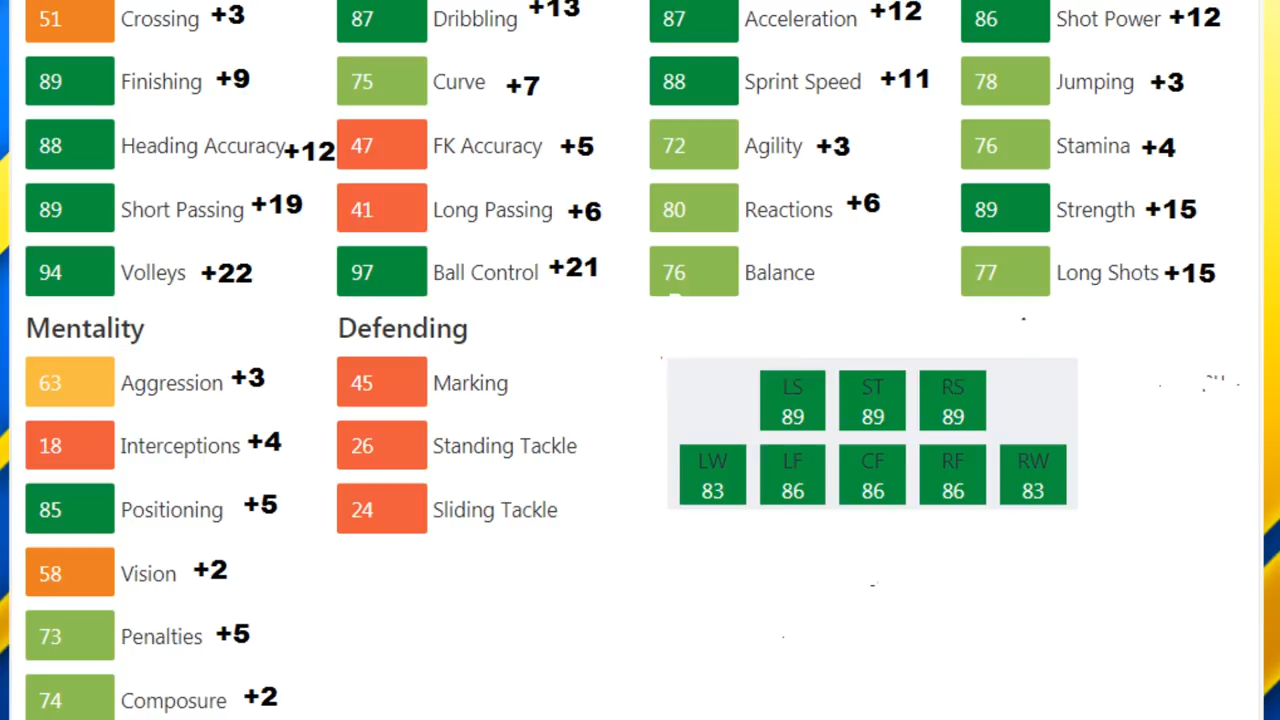 51 Crossing +3 87 Dribbling +13 87 Acceleration +12 86 Shot Power +12
89 Finishing +9 75 Curve +7 88 Sprint Speed +11 78 Jumping +3
88 Heading Accuracy +12 47 FK Accuracy +5 72 Agility +3 76 Stamina +4
89 Short Passing +19 41 Long Passing +6 80 Reactions +6 89 Strength +15
94 Volleys +22 97 Ball Control +21 76 Balance 77 Long Shots +15
Mentality Defending
63 Aggression +3 45 Marking
18 Interceptions +4 26 Standing Tackle
85 Positioning +5 24 Sliding Tackle
58 Vision +2
73 Penalties +5
74 Composure +2
LS ST RS
89 89 89
LW LF CF RF RW
83 86 86 86 83